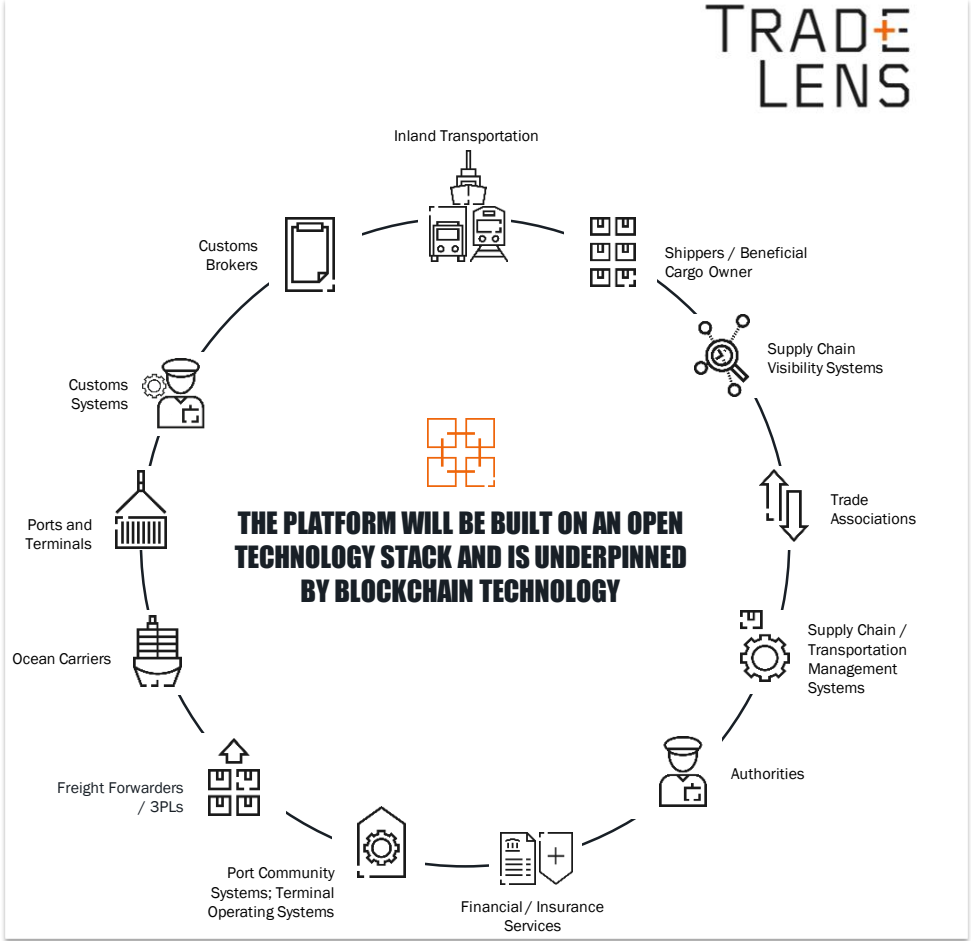 TRADE
LENS
Inland Transportation
Customs
Brokers
Shippers / Beneficial
Cargo Owner
Supply Chain
Visibility Systems
Customs
Systems
Trade
Associations
Ports and
Terminals
THE PLATFORM WILL BE BUILT ON AN OPEN
TECHNOLOGY STACK AND IS UNDERPINNED
BY BLOCKCHAIN TECHNOLOGY
Supply Chain /
Transportation
Management
Systems
Ocean Carriers
Authorities
Freight Forwarders
/ 3PLs
Port Community
Systems; Terminal
Operating Systems
Financial / Insurance
Services